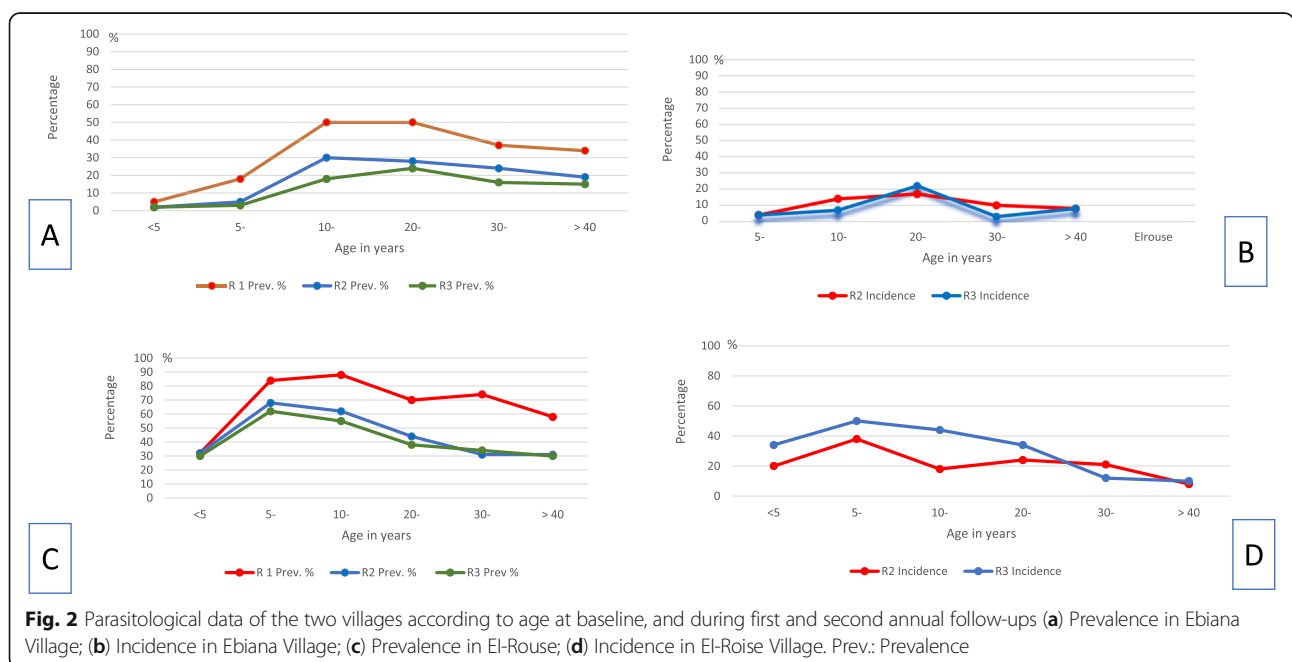 %
100
90
80
70
60
50
40
30
20
10
0
Percentage
<5 5- 10- 20- 30- > 40
Age in years
R 1 Prev. % R2 Prev. % R3 Prev. %
A
%
100
90
80
70
60
50
40
30
20
10
0
Percentage
5- 10- 20- 30- > 40 Elrouse
Age in years
R2 Incidence R3 Incidence
B
%
100
90
80
70
60
50
40
30
20
10
0
Percentage
<5 5- 10- 20- 30- > 40
Age in years
R 1 Prev. % R2 Prev. % R3 Prev %
C
%
100
80
60
40
20
0
Percentage
<5 5- 10- 20- 30- > 40
Age in years
R2 Incidence R3 Incidence
D
Fig. 2 Parasitological data of the two villages according to age at baseline, and during first and second annual follow-ups (a) Prevalence in Ebiana
Village; (b) Incidence in Ebiana Village; (c) Prevalence in El-Rouse; (d) Incidence in El-Roise Village. Prev.: Prevalence